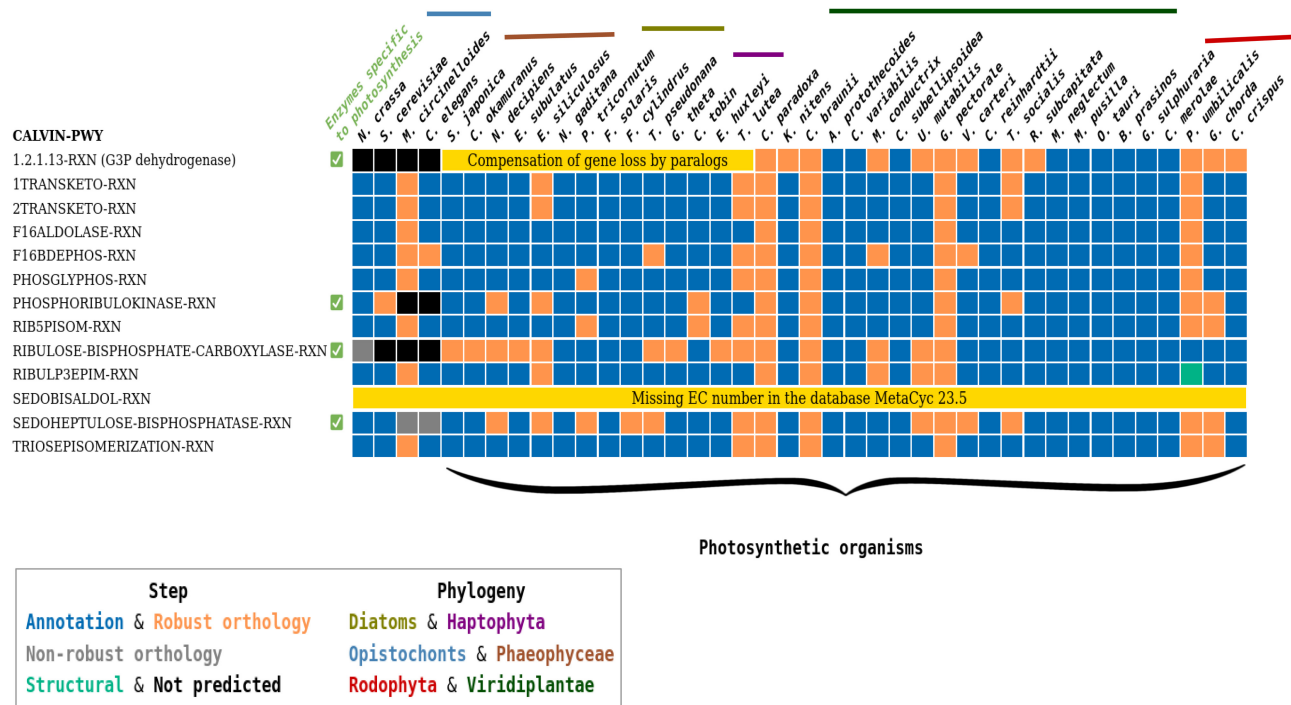 Enzymes specific
to photosynthesis
N. crassa
S. cerevisiae
M. circinelloides
C. elegans
S. japonica
C. okamuranus
N. decipiens
E. subulatus
E. siliculosus
N. gaditana
P. tricornutum
F. solaris
F. cylindrus
T. pseudonana
G. theta
C. tobin
E. huxleyi
T. lutea
C. paradoxa
K. nitens
C. braunii
A. protothecoides
C. variabilis
M. conductrix
C. subellipsoidea
U. mutabilis
G. pectorale
V. carteri
C. reinhardtii
T. socialis
R. subcapitata
M. neglectum
M. pusilla
O. tauri
B. prasinos
G. sulphuraria
C. merolae
P. umbilicalis
G. chorda
C. crispus
CALVIN-PWY
1.2.1.13-RXN (G3P dehydrogenase)
Compensation of gene loss by paralogs
1TRANSKETO-RXN
2TRANSKETO-RXN
F16ALDOLASE-RXN
F16BDEPHOS-RXN
PHOSGLYPHOS-RXN
PHOSPHORIBULOKINASE-RXN
RIB5PISOM-RXN
RIBULOSE-BISPHOSPHATE-CARBOXYLASE-RXN
RIBULP3EPIM-RXN
SEDOBISALDOL-RXN
Missing EC number in the database MetaCyc 23.5
SEDOHEPTULOSE-BISPHOSPHATASE-RXN
TRIOSEPISOMERIZATION-RXN
Photosynthetic organisms
Step
Annotation & Robust orthology
Non-robust orthology
Structural & Not predicted
Phylogeny
Diatoms & Haptophyta
Opistochonts & Phaeophyceae
Rodophyta & Viridiplantae